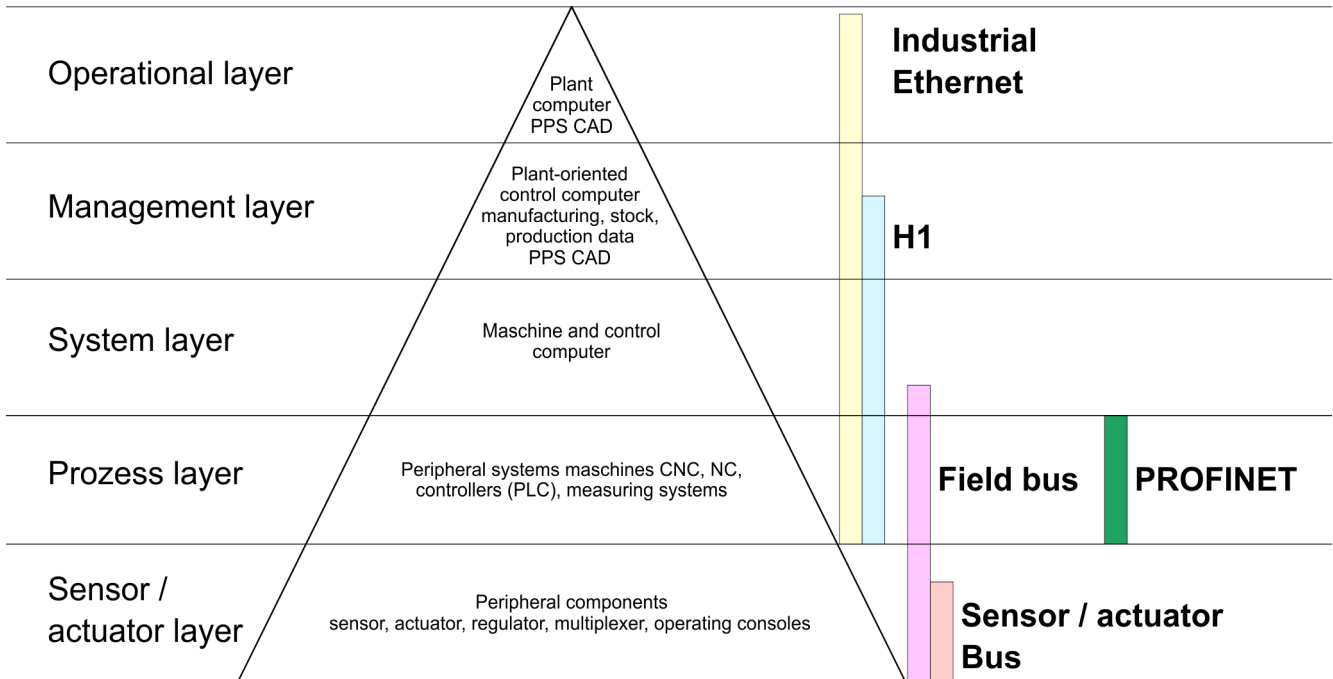 Operational layer
Plant
computer
PPS CAD
Industrial
Ethernet
Management layer
Plant-oriented
control computer
manufacturing, stock,
production data
PPS CAD
H1
System layer
Maschine and control
computer
Prozess layer
Peripheral systems maschines CNC, NC,
controllers (PLC), measuring systems
Field bus
PROFINET
Sensor /
actuator layer
Peripheral components
sensor, actuator, regulator, multiplexer, operating consoles
Sensor / actuator
Bus